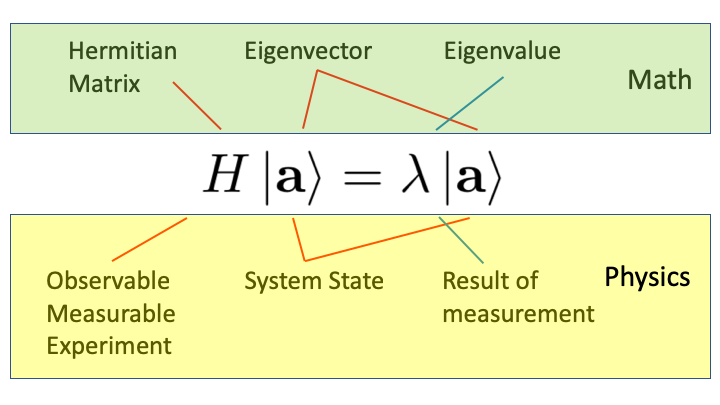 Hermitian
Matrix
Eigenvector
Eigenvalue
Math
H |a⟩ = λ |a⟩
Observable
Measurable
Experiment
System State
Result of
measurement
Physics